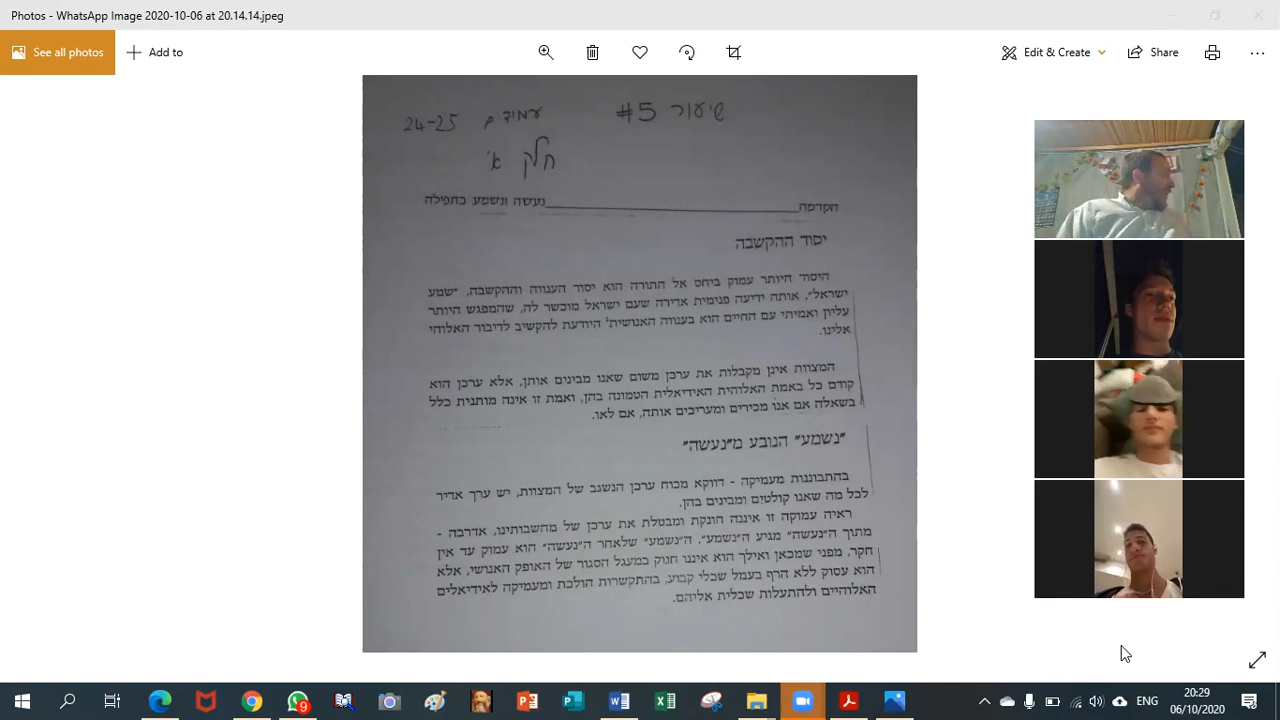 Photos - WhatsApp Image 2020-10-06 at 20.14.14.jpeg
See all photos
Add to
Edit & Create
Share
שיעור #5
עמודים 24-25
חלק א'
הקדמה נעשה ונשמע בתפילה
יסוד ההקשבה
היסוד היותר עמוק ביחס אל התורה הוא יסוד הענווה וההקשבה, "שמע
ישראל", אותה ידיעה פנימית אדירה שעם ישראל מוכשר לה, שהמפגש היותר
עליון ואמיתי עם החיים הוא בענווה האנושית היודעת להקשיב לדיבור האלוהי
אלינו.
המצוות אינן מקבלות את ערכן משום שאנו מבינים אותן, אלא ערכן הוא
קודם כל באמת האלוהית האידיאלית הטמונה בהן, ואמת זו אינה מותנית כלל
בשאלה אם אנו מכירים ומעריכים אותה, אם לאו.
"נשמע" הנובע מ"נעשה"
בהתבוננות מעמיקה - דווקא מכוח ערכן הנשגב של המצוות, יש ערך אדיר
לכל מה שאנו קולטים ומבינים בהן.
ראיה עמוקה זו איננה חונקת ומבטלת את ערכן של מחשבותינו, אדרבה -
מתוך ה"נעשה" מגיע ה"נשמע". ה"נשמע" שלאחר ה"נעשה" הוא עמוק עד אין
חקר, מפני שמכאן ואילך הוא איננו חנוק במעגל הסגור של האופק האנושי, אלא
הוא עסוק ללא הרף בעמל שכלי קבוע, בהתקשרות הולכת ומעמיקה לאידיאלים
האלוהיים ולהתעלות שכלית אליהם.
9
ENG
20:29
06/10/2020